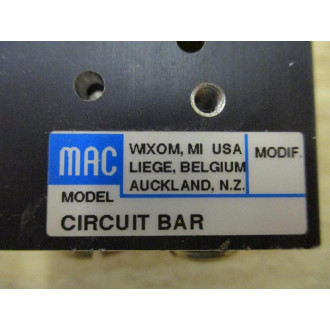 MAC
WIXOM, MI USA
LIEGE, BELGIUM
AUCKLAND, N.Z.
MODIF.
MODEL
CIRCUIT BAR